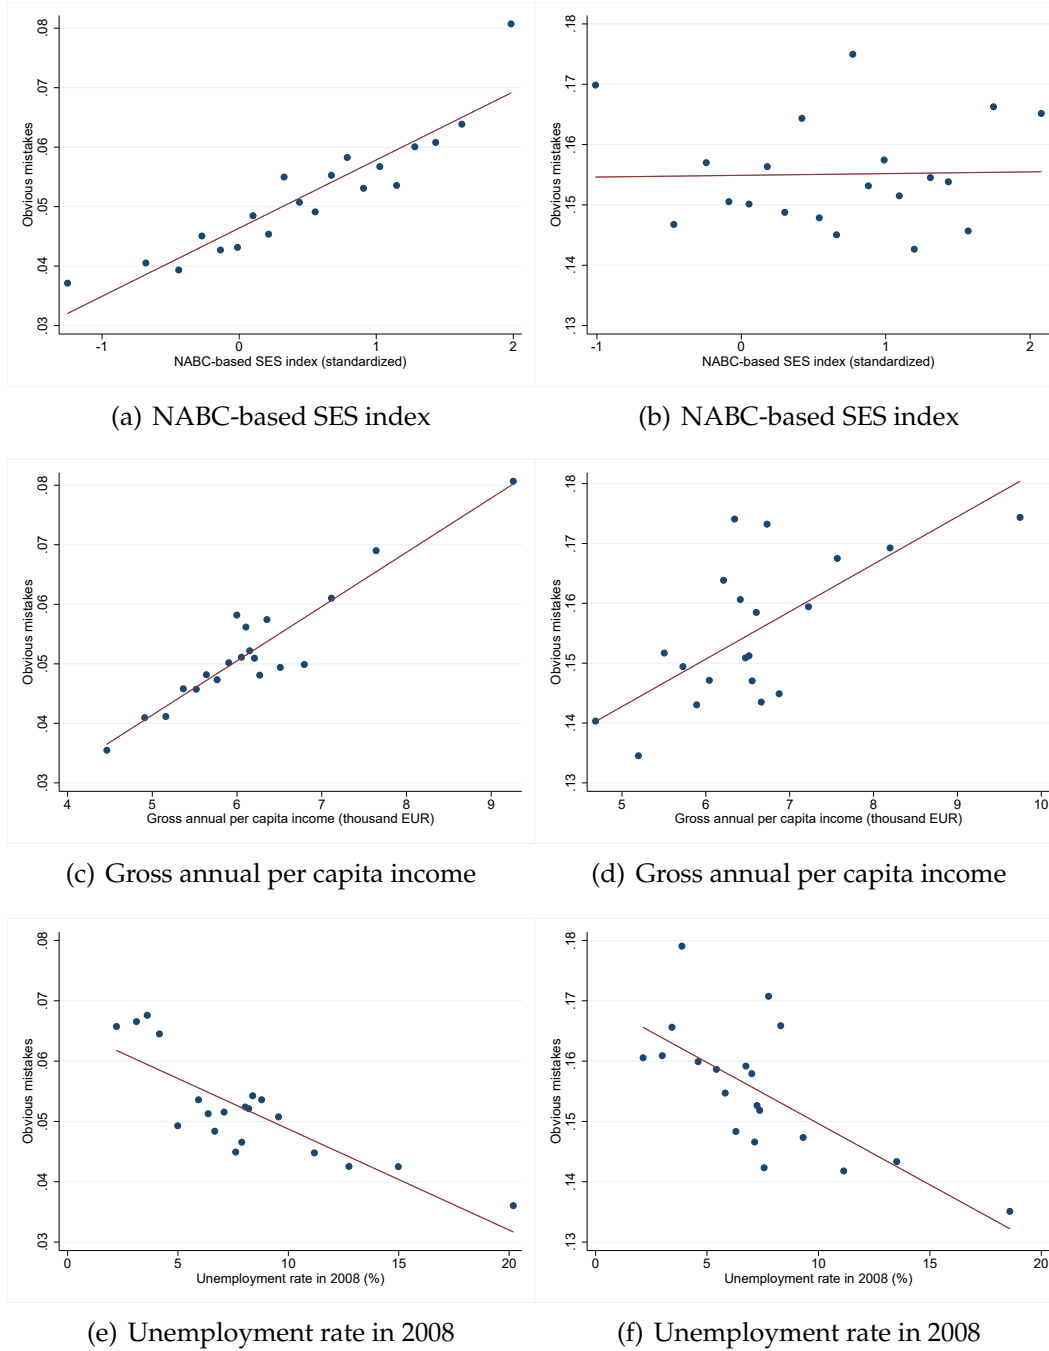 .08
.07
.06
.05
.04
.03
Obvious mistakes
-1 0 1 2
NABC-based SES index (standardized)
(a) NABC-based SES index
.18
.17
.16
.15
.14
.13
Obvious mistakes
-1 0 1 2
NABC-based SES index (standardized)
(b) NABC-based SES index
.08
.07
.06
.05
.04
.03
Obvious mistakes
4 5 6 7 8 9
Gross annual per capita income (thousand EUR)
(c) Gross annual per capita income
.18
.17
.16
.15
.14
.13
Obvious mistakes
5 6 7 8 9 10
Gross annual per capita income (thousand EUR)
(d) Gross annual per capita income
.08
.07
.06
.05
.04
.03
Obvious mistakes
0 5 10 15 20
Unemployment rate in 2008 (%)
(e) Unemployment rate in 2008
.18
.17
.16
.15
.14
.13
Obvious mistakes
0 5 10 15 20
Unemployment rate in 2008 (%)
(f) Unemployment rate in 2008